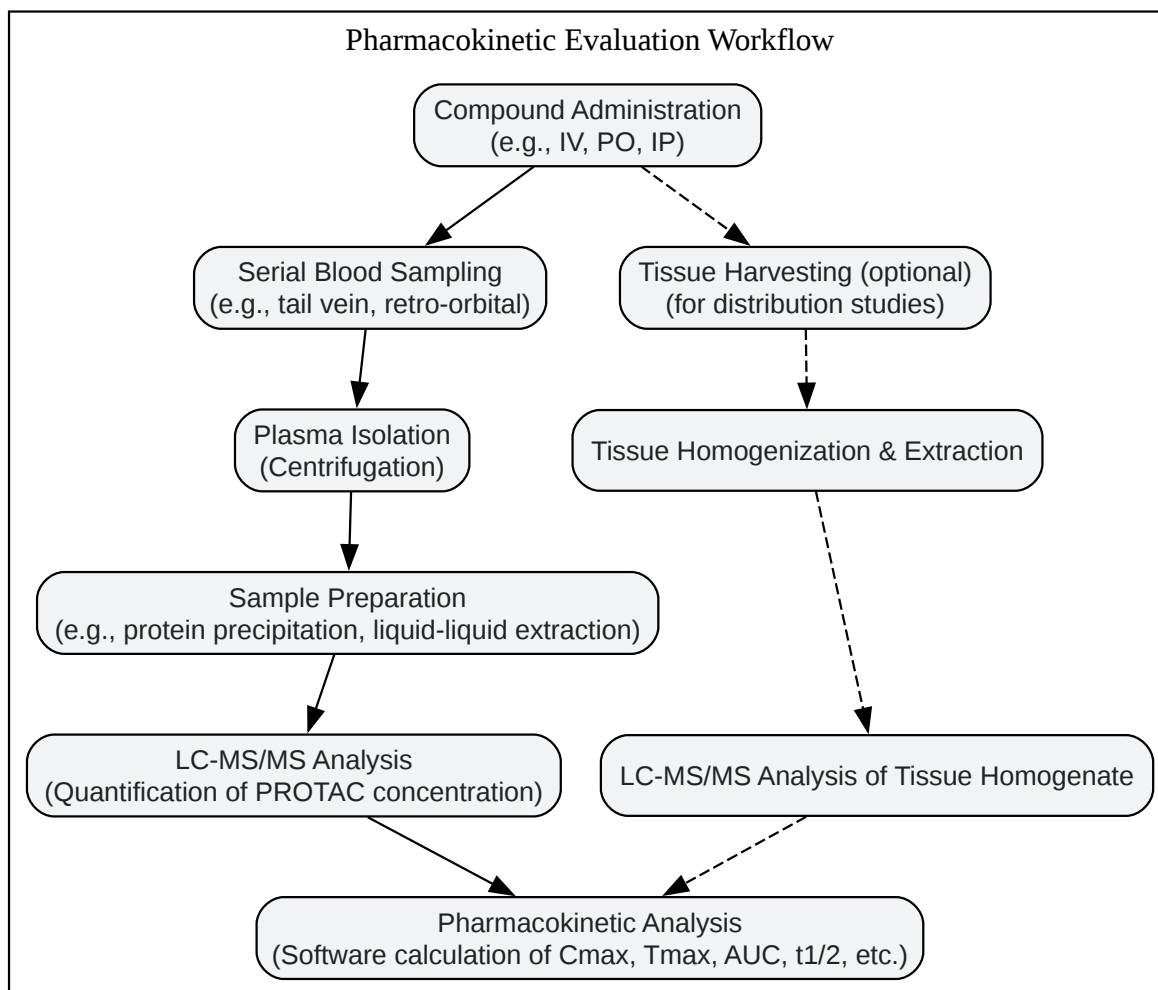 Pharmacokinetic Evaluation Workflow
Compound Administration
(e.g., IV, PO, IP)
Serial Blood Sampling
(e.g., tail vein, retro-orbital)
Tissue Harvesting (optional)
(for distribution studies)
Plasma Isolation
(Centrifugation)
Tissue Homogenization & Extraction
Sample Preparation
(e.g., protein precipitation, liquid-liquid extraction)
LC-MS/MS Analysis
(Quantification of PROTAC concentration)
LC-MS/MS Analysis of Tissue Homogenate
Pharmacokinetic Analysis
(Software calculation of Cmax, Tmax, AUC, t1/2, etc.)